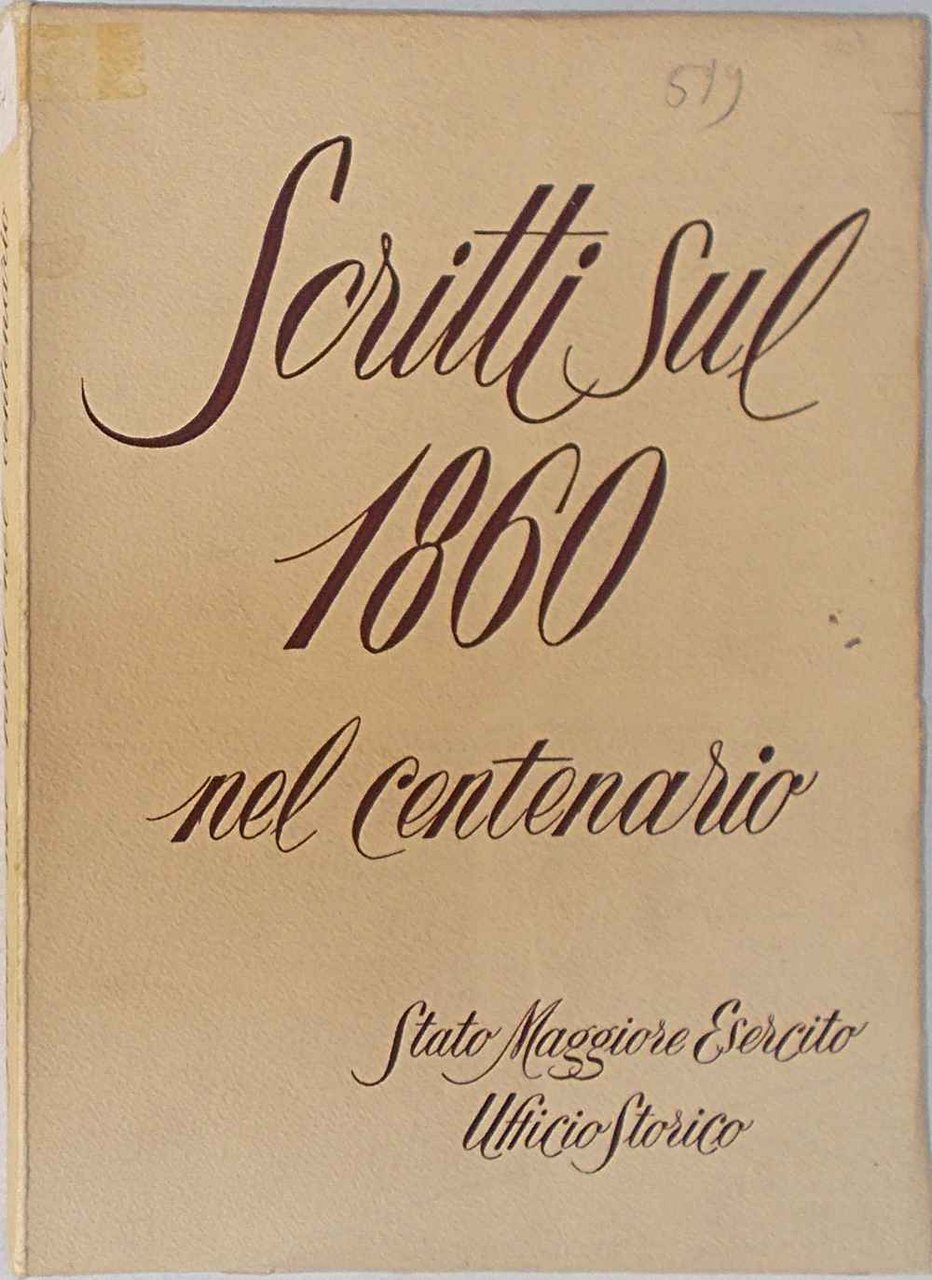 519
Scritti sul
1860
nel centenario
Stato Maggiore Esercito
Ufficio Storico